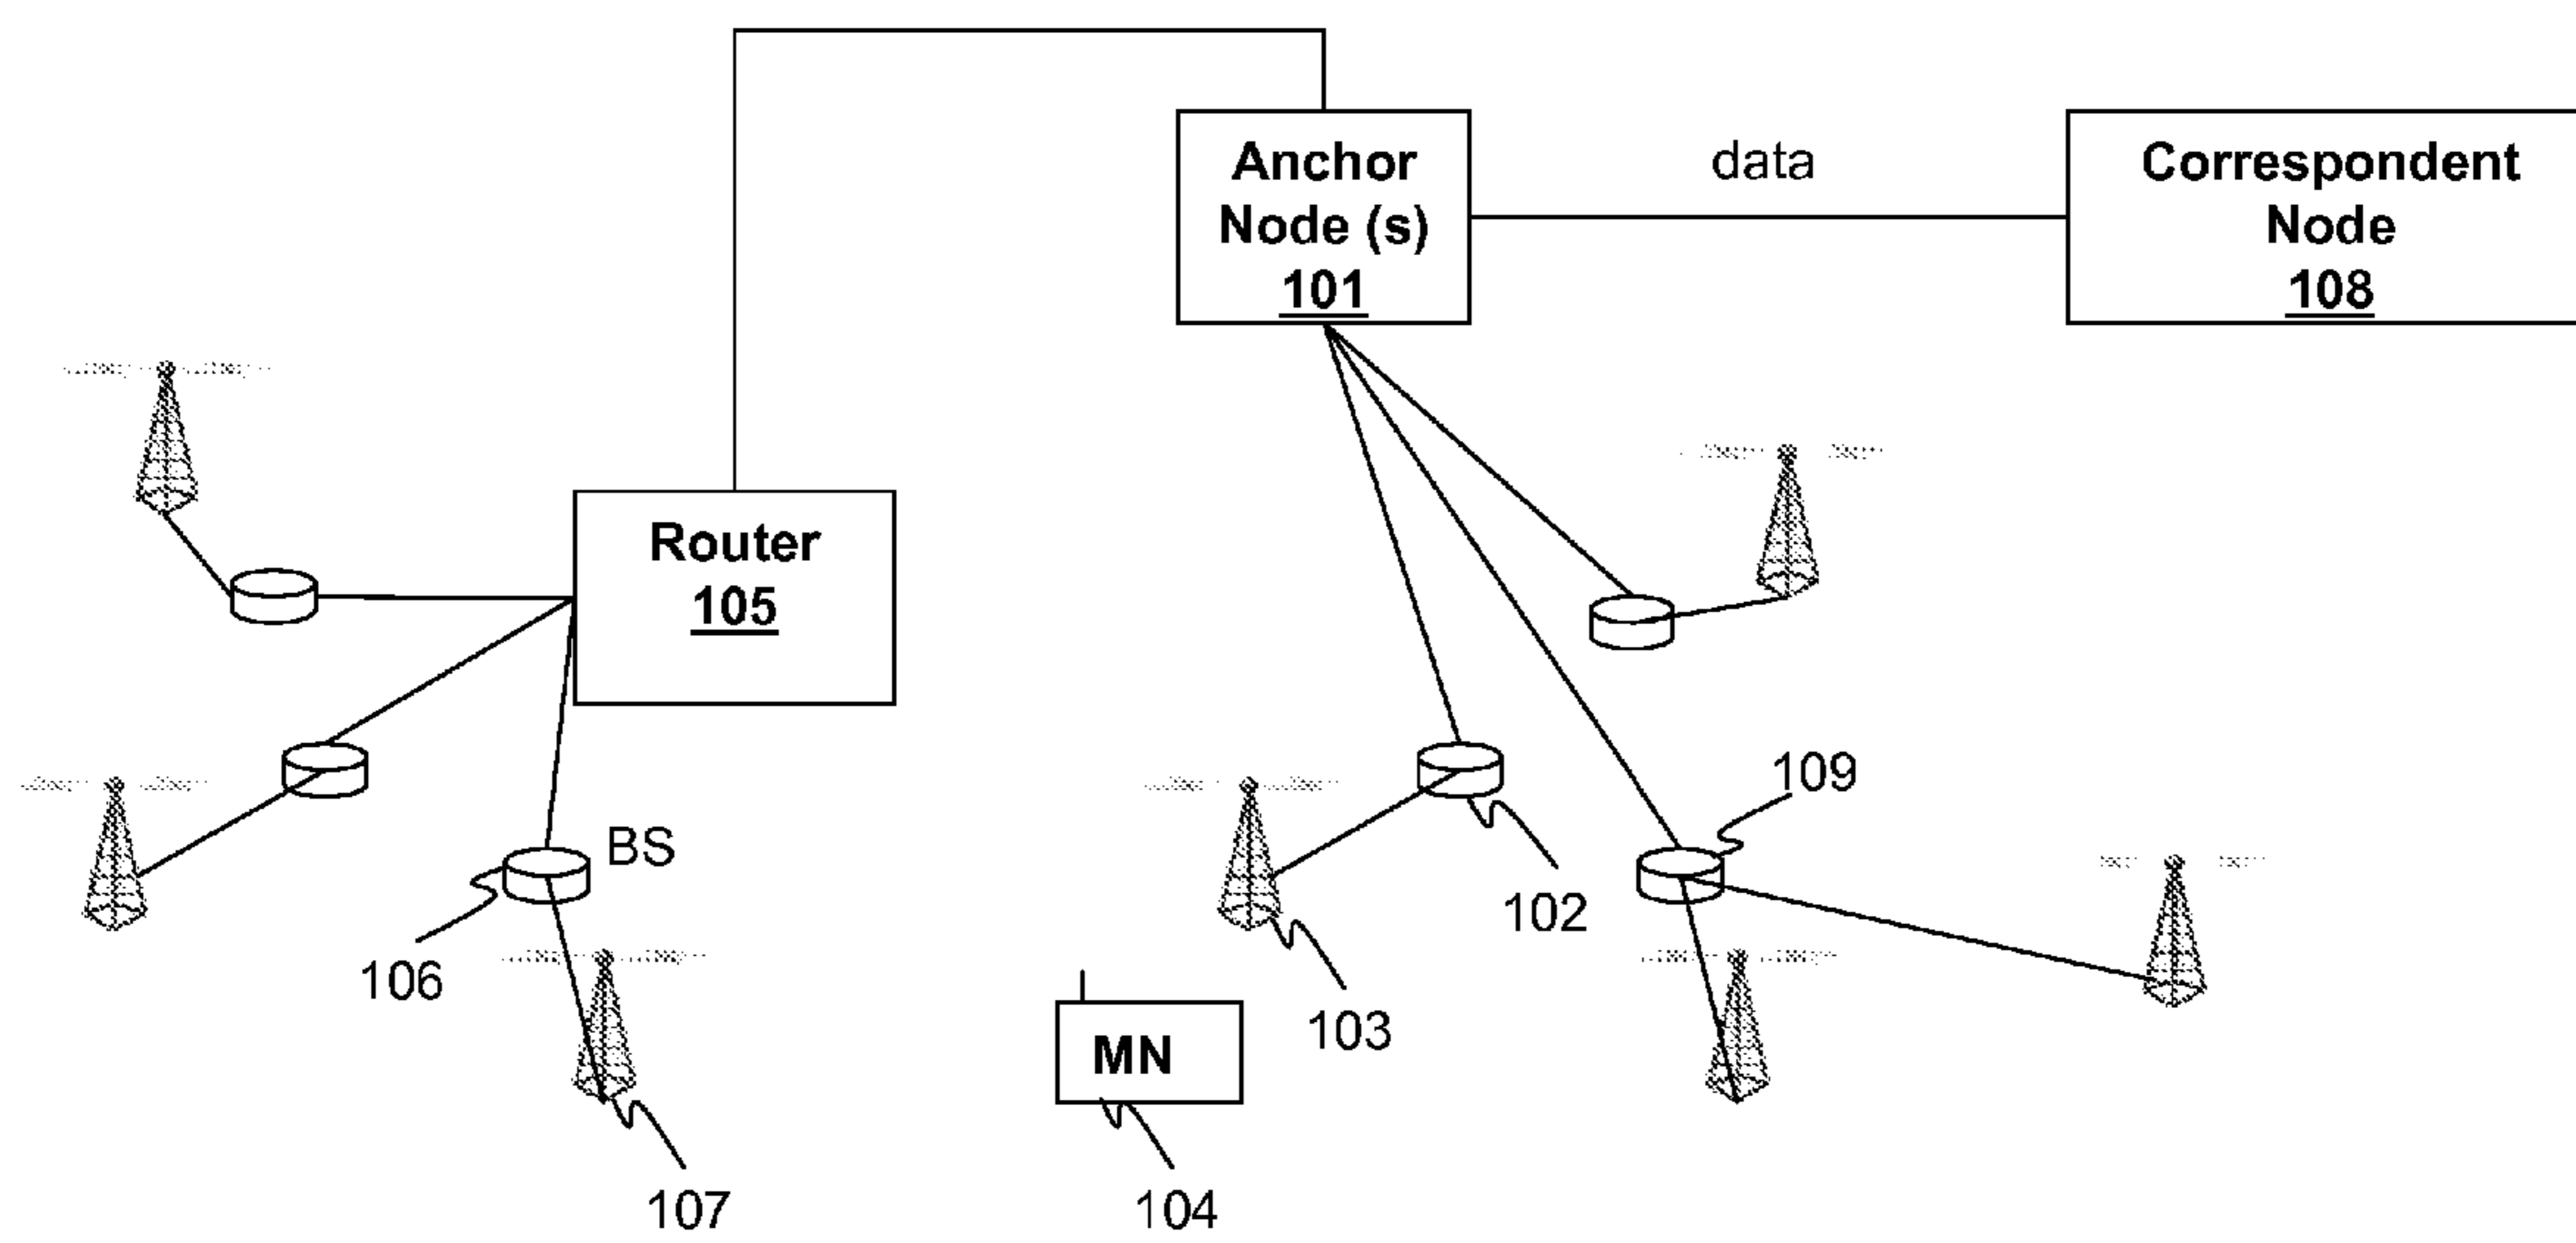 Anchor
Node (s)
101
data
Correspondent
Node
108
Router
105
109
BS
102
106
103
MN
107
104